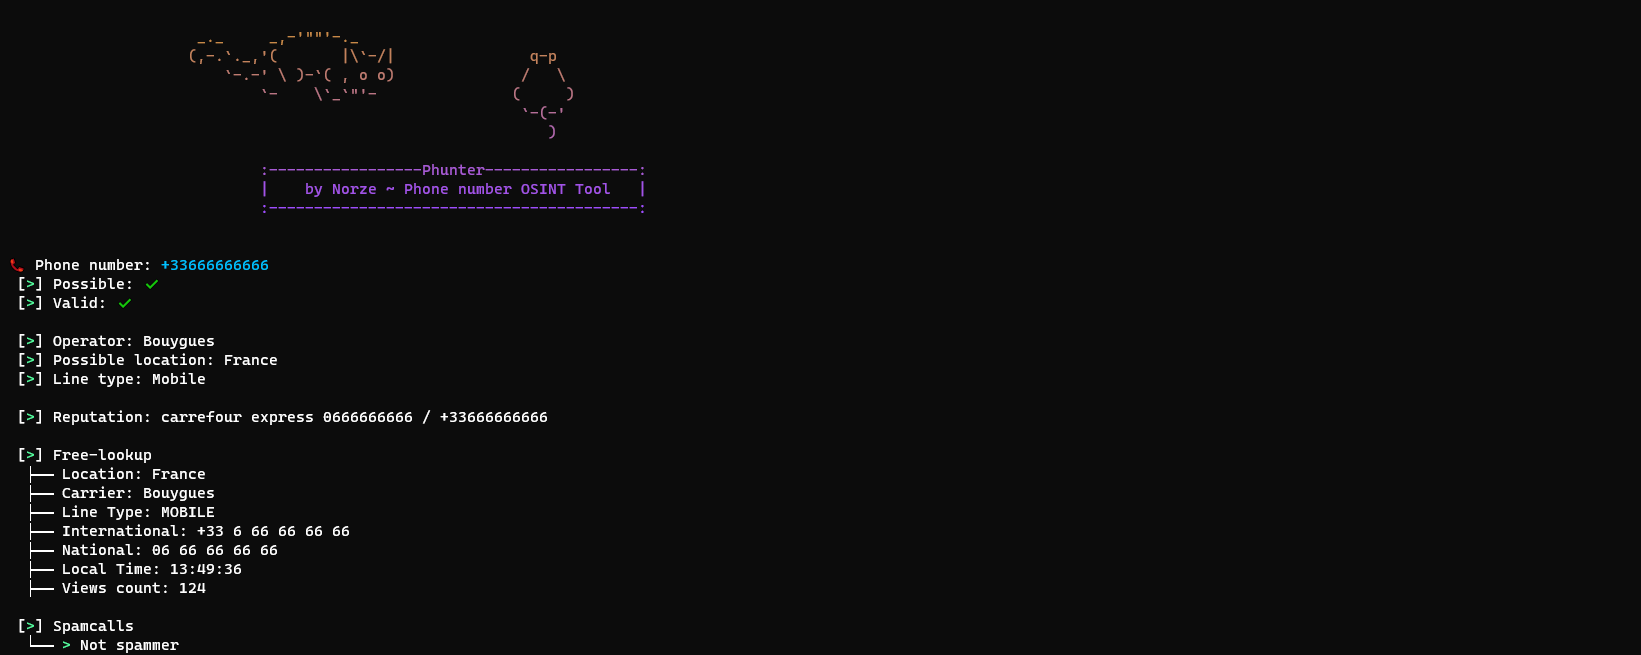 Phunter
by Norze ~ Phone number OSINT Tool
Phone number: +33666666666
[>] Possible: ✓
[>] Valid: ✓
[>] Operator: Bouygues
[>] Possible location: France
[>] Line type: Mobile
[>] Reputation: carrefour express 0666666666 / +33666666666
[>] Free-lookup
├── Location: France
├── Carrier: Bouygues
├── Line Type: MOBILE
├── International: +33 6 66 66 66 66
├── National: 06 66 66 66 66
├── Local Time: 13:49:36
├── Views count: 124
[>] Spamcalls
└── > Not spammer